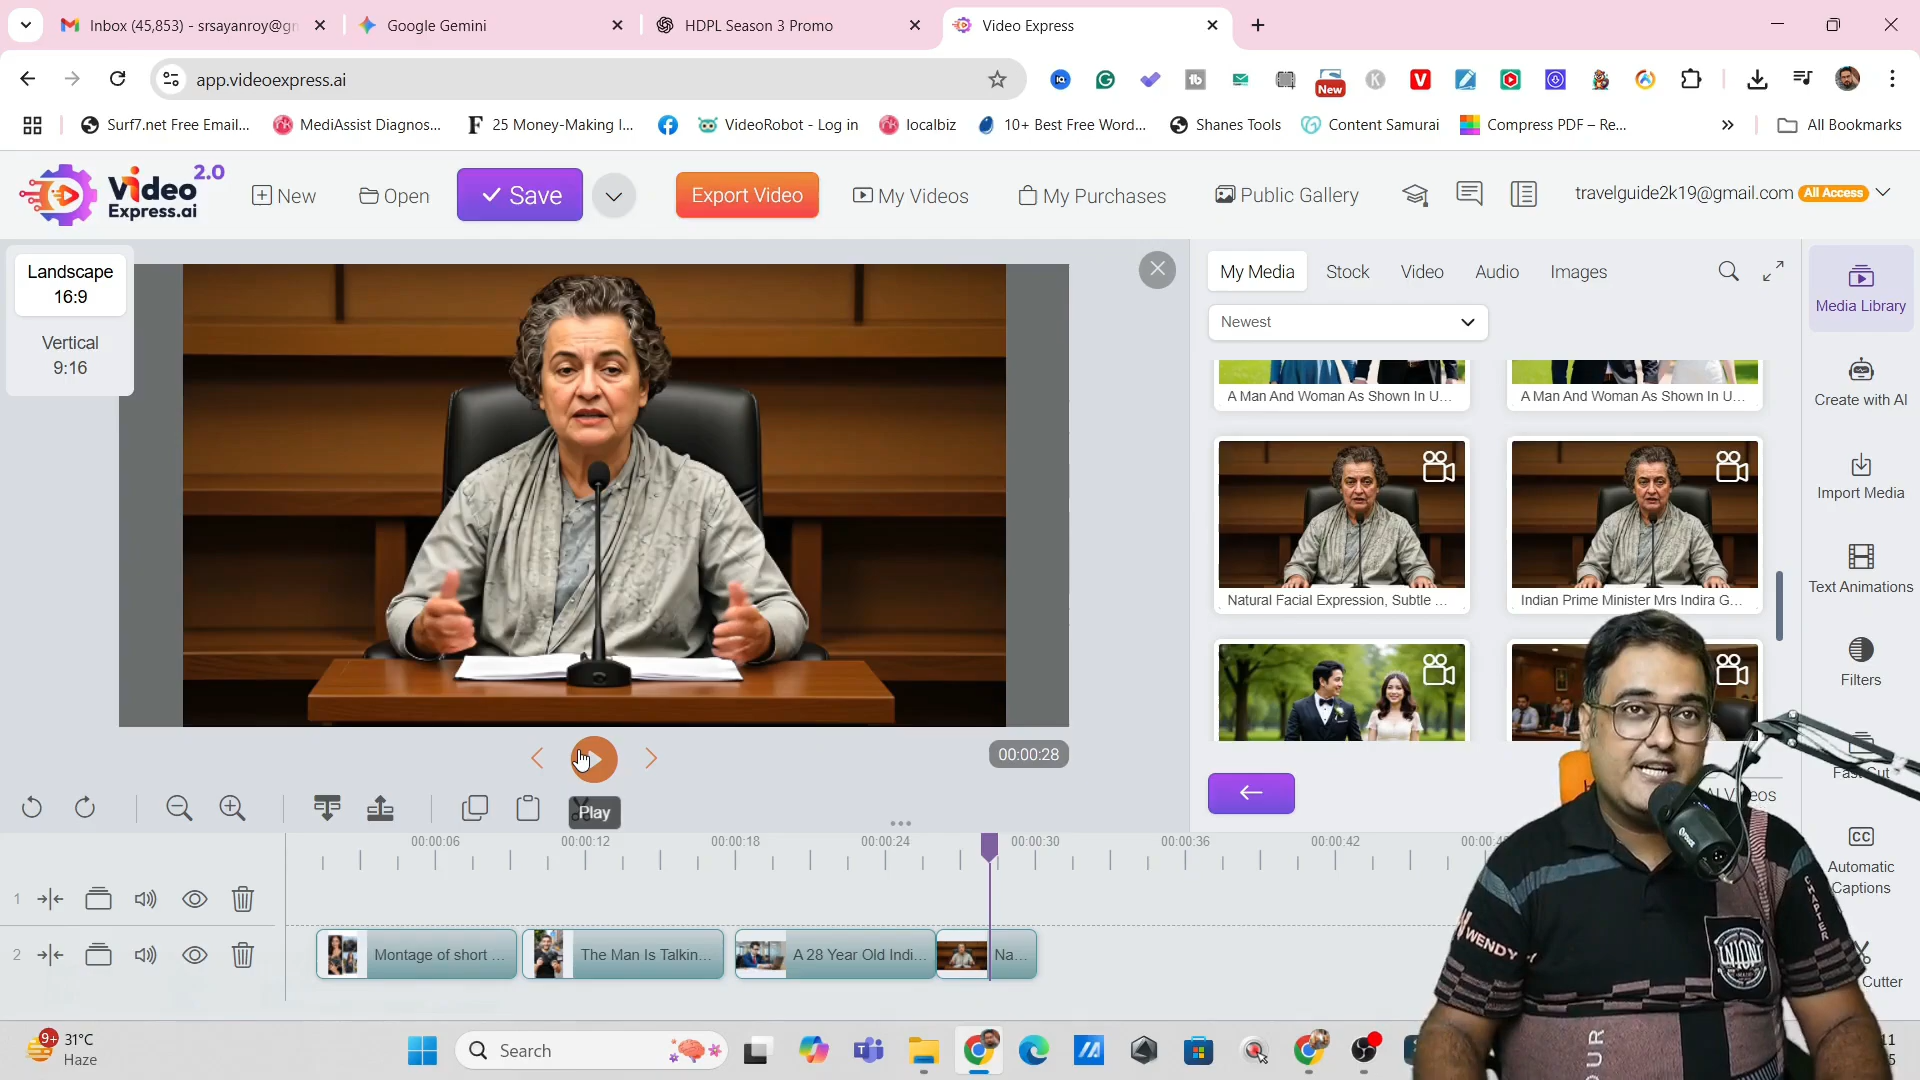 Inbox (45,853) - srsayanroy@gm
Google Gemini
HDPL Season 3 Promo
Video Express
app.videoexpress.ai
New
Surf7.net Free Email...
MediAssist Diagnos...
25 Money-Making I...
VideoRobot - Log in
localbiz
10+ Best Free Word...
Shanes Tools
Content Samurai
Compress PDF – Re...
All Bookmarks
Video 2.0
Express.ai
New
Open
Save
Export Video
My Videos
My Purchases
Public Gallery
travelguide2k19@gmail.com
All Access
Landscape
16:9
Vertical
9:16
My Media
Stock
Video
Audio
Images
Newest
A Man And Woman As Shown In U...
A Man And Woman As Shown In U...
Natural Facial Expression, Subtle ...
Indian Prime Minister Mrs Indira G...
Media Library
Create with AI
Import Media
Text Animations
Filters
Automatic
Captions
Cutter
00:00:28
Play
00:00:06
00:00:12
00:00:18
00:00:24
00:00:30
00:00:36
00:00:42
1
2
Montage of short ...
The Man Is Talkin...
A 28 Year Old Indi...
Na...
WENDY
UNION
CHAPTER
OUR
9+
31°C
Haze
Search